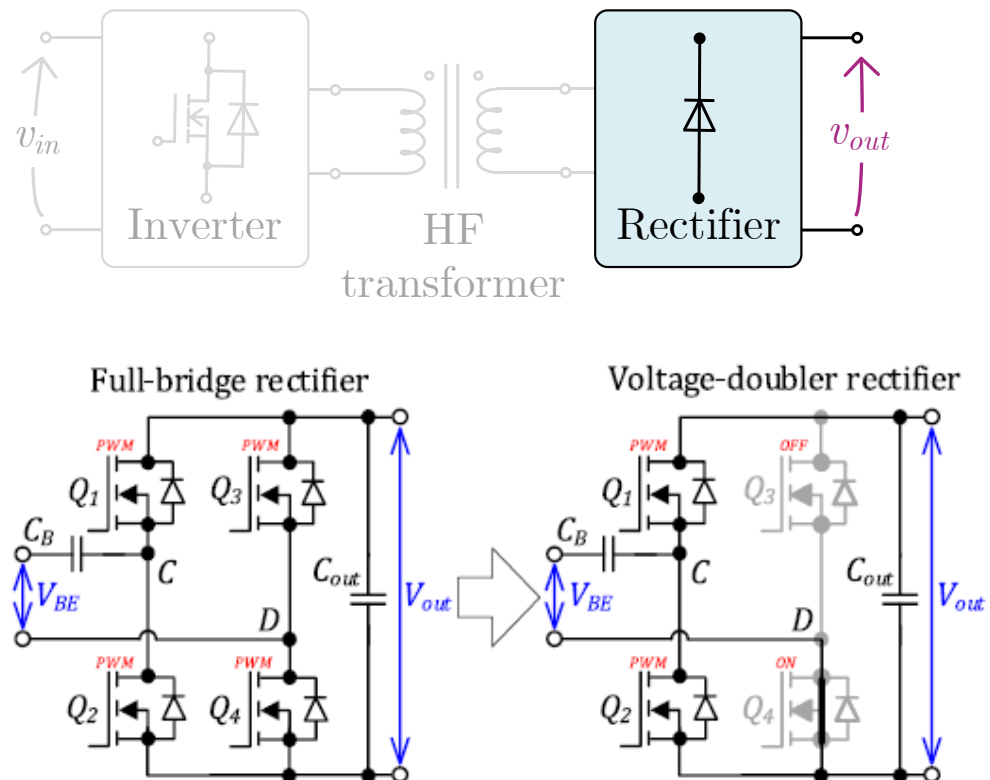 v_in
v_out
Inverter
HF
transformer
Rectifier
Full-bridge rectifier
Voltage-doubler rectifier
PWM
PWM
PWM
OFF
Q1
Q3
Q1
Q3
C_B
C
C_out
C_B
C
C_out
V_BE
V_out
V_BE
V_out
D
D
PWM
PWM
PWM
ON
Q2
Q4
Q2
Q4